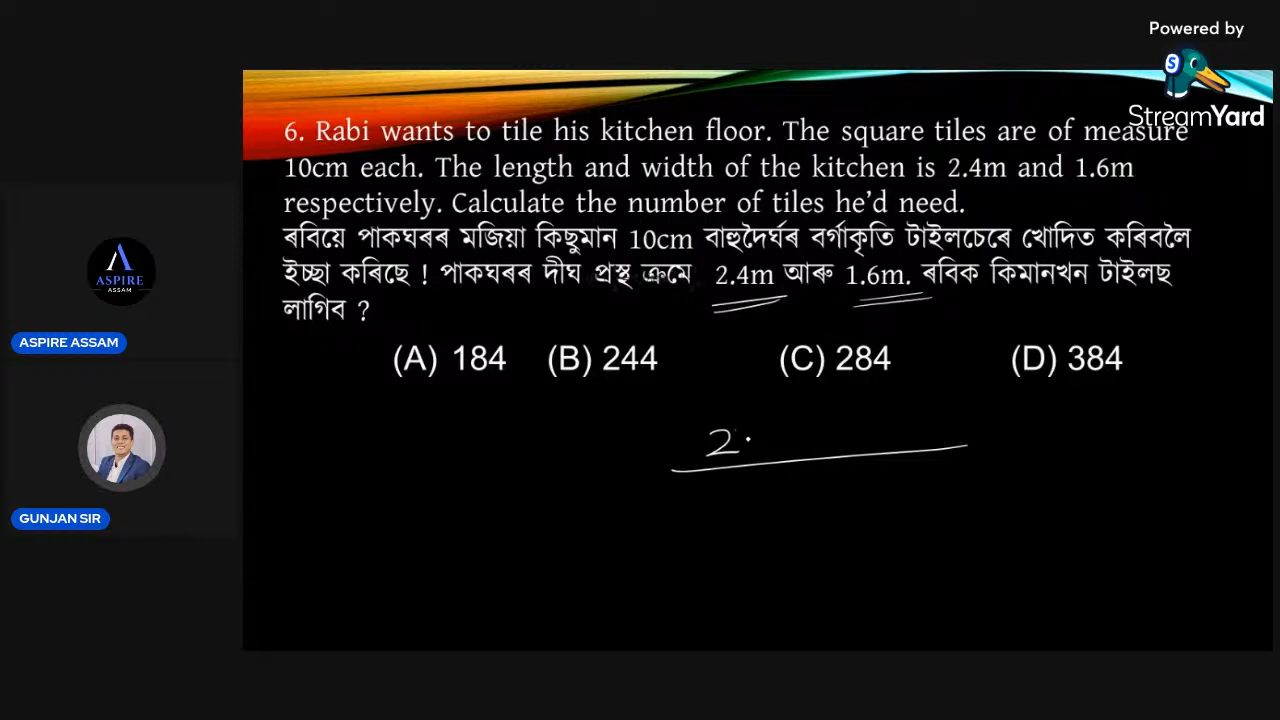 Powered by
StreamYard
6. Rabi wants to tile his kitchen floor. The square tiles are of measure
10cm each. The length and width of the kitchen is 2.4m and 1.6m
respectively. Calculate the number of tiles he'd need.
ৰবিয়ে পাকঘৰৰ মজিয়া কিছুমান 10cm বাহুদৈৰ্ঘৰ বৰ্গাকৃতি টাইলচেৰে খোদিত কৰিবলৈ
ইচ্ছা কৰিছে ! পাকঘৰৰ দীঘ প্ৰস্থ ক্ৰমে 2.4m আৰু 1.6m. ৰবিক কিমানখন টাইলছ
লাগিব ?
(A) 184 (B) 244 (C) 284 (D) 384
2.
ASPIRE
ASSAM
ASPIRE ASSAM
GUNJAN SIR